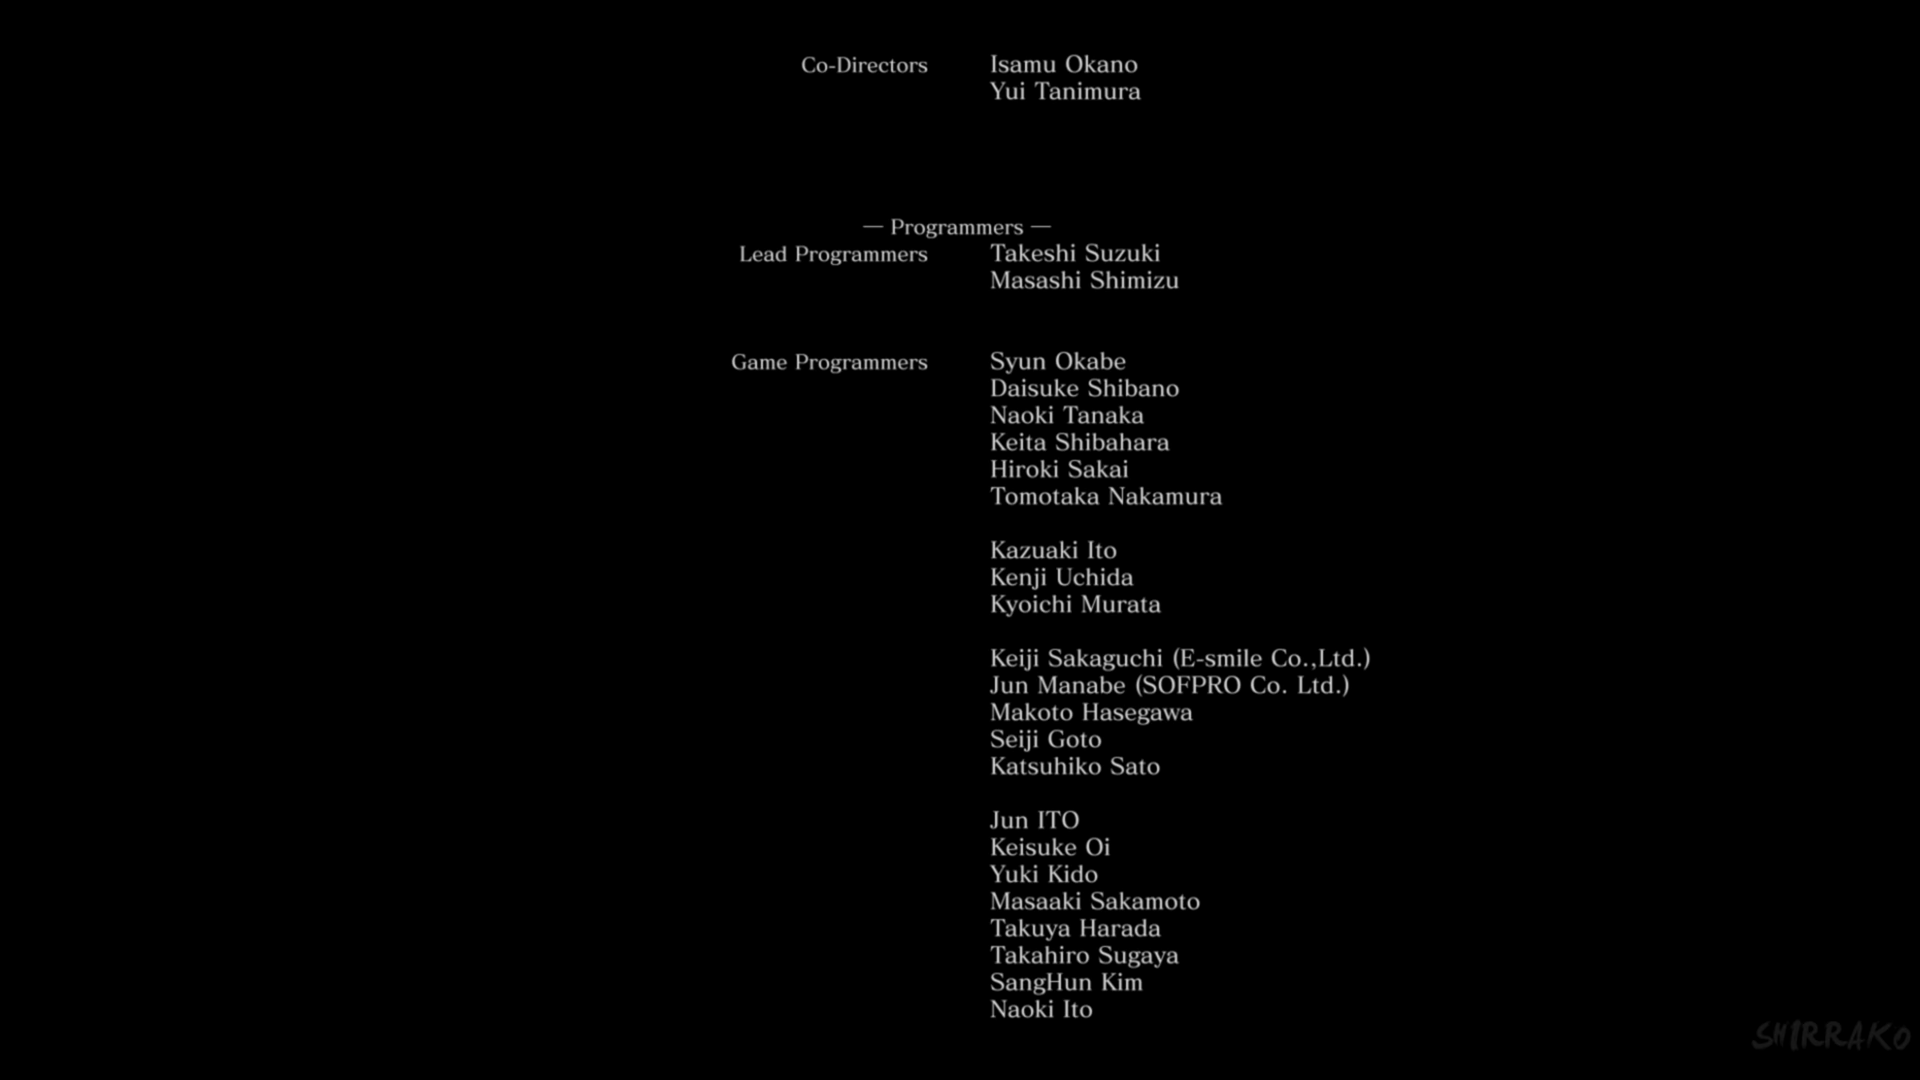 Co-Directors Isamu Okano
Yui Tanimura
— Programmers —
Lead Programmers Takeshi Suzuki
Masashi Shimizu
Game Programmers Syun Okabe
Daisuke Shibano
Naoki Tanaka
Keita Shibahara
Hiroki Sakai
Tomotaka Nakamura
Kazuaki Ito
Kenji Uchida
Kyoichi Murata
Keiji Sakaguchi (E-smile Co.,Ltd.)
Jun Manabe (SOFPRO Co. Ltd.)
Makoto Hasegawa
Seiji Goto
Katsuhiko Sato
Jun ITO
Keisuke Oi
Yuki Kido
Masaaki Sakamoto
Takuya Harada
Takahiro Sugaya
SangHun Kim
Naoki Ito
SHIRRAKO